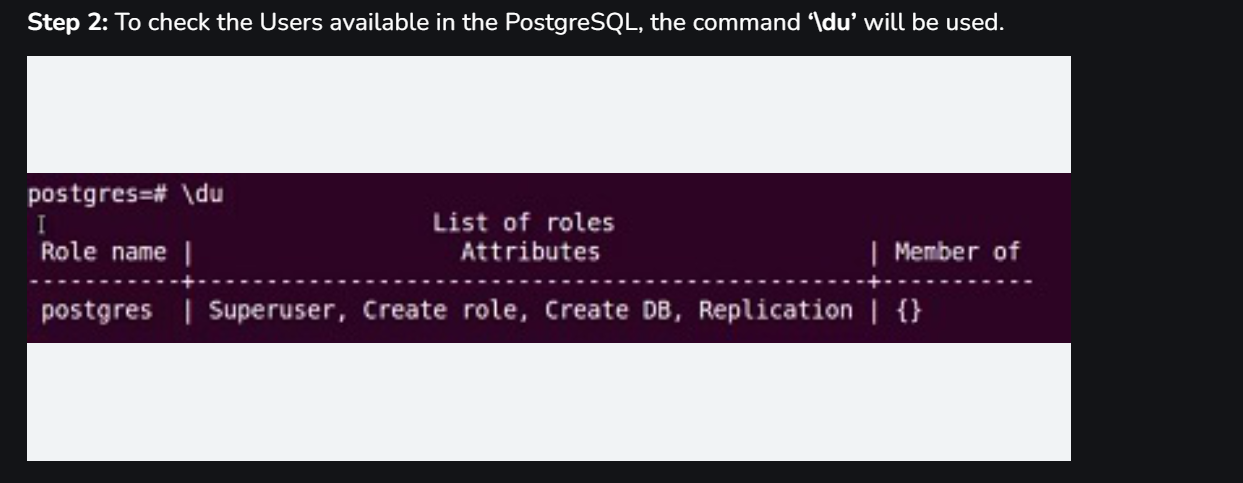 Step 2: To check the Users available in the PostgreSQL, the command ‘\du’ will be used.
postgres=# \du
List of roles
Role name | Attributes | Member of
-----------+------------------------------------------------+-----------
postgres | Superuser, Create role, Create DB, Replication | {}